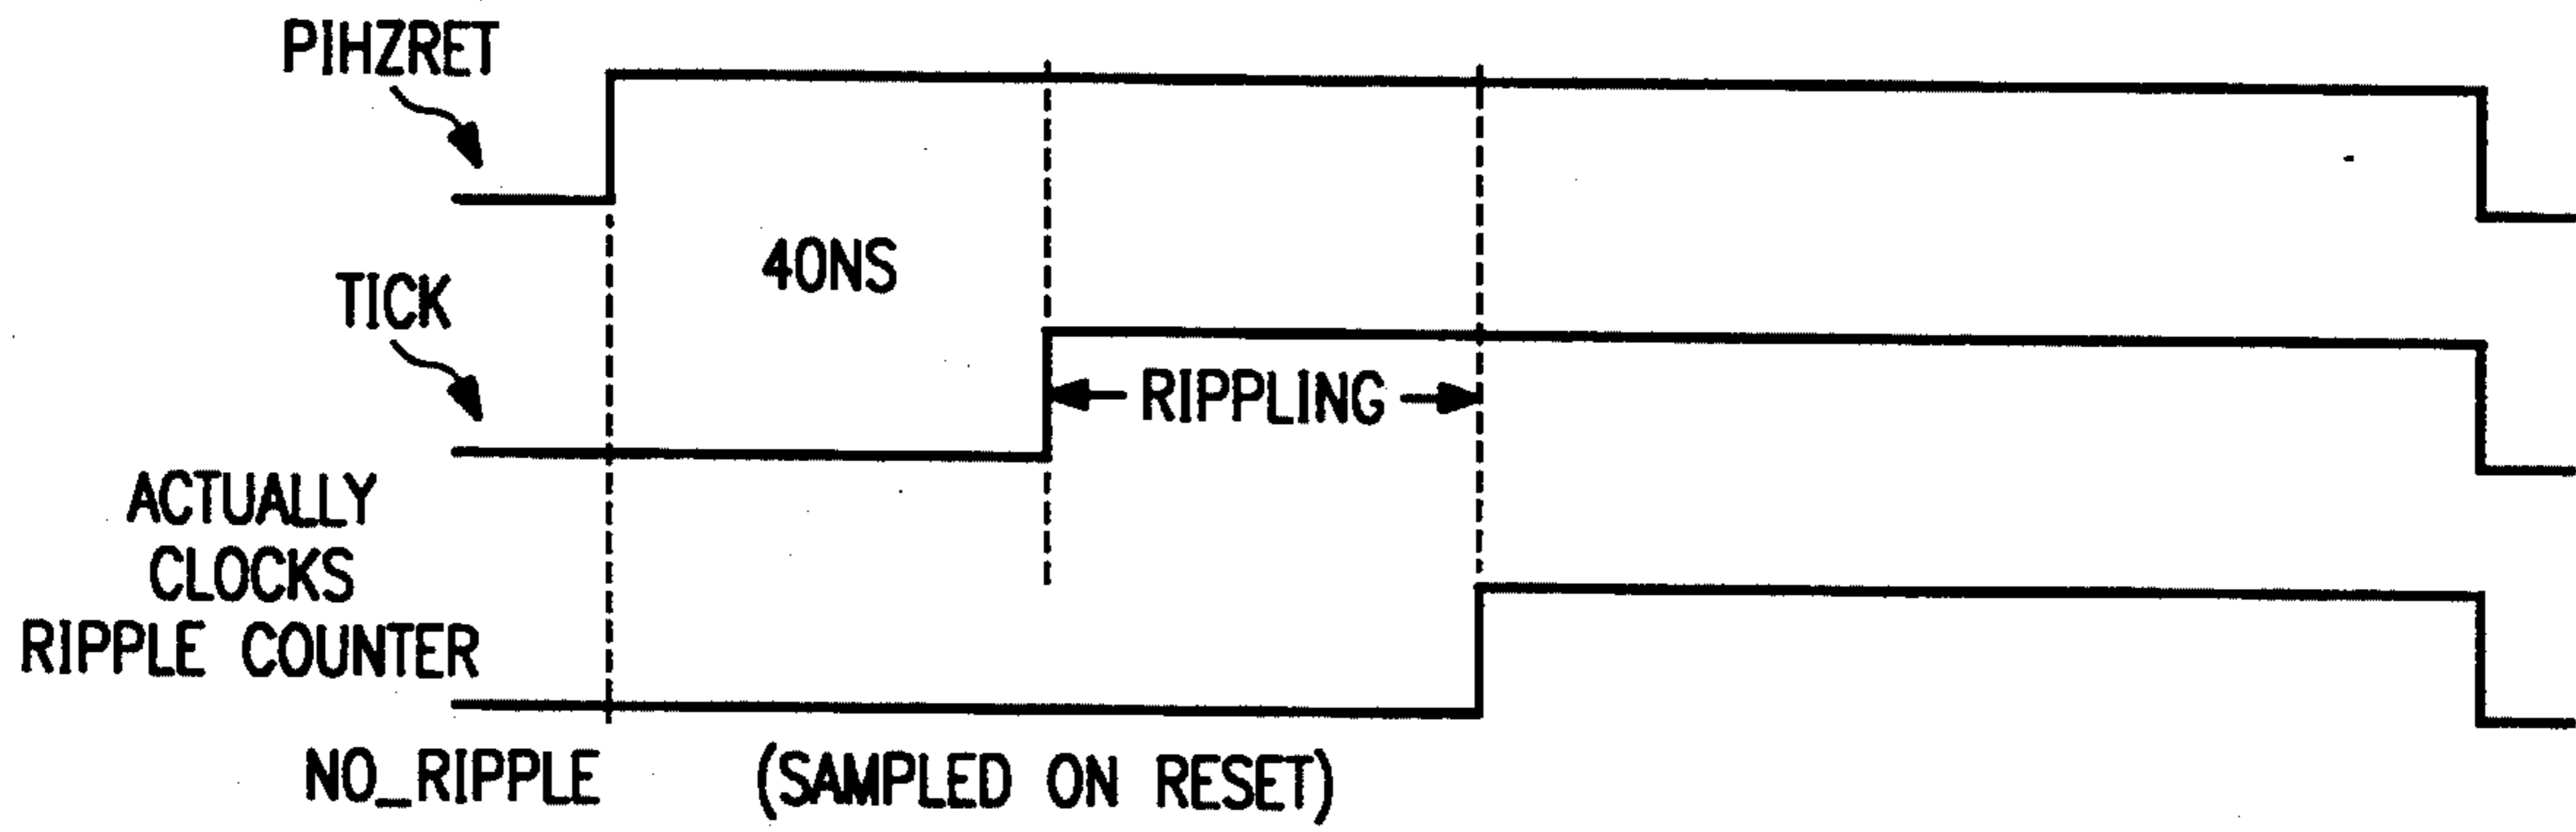 PIHZRET
40NS
TICK
RIPPLING
ACTUALLY
CLOCKS
RIPPLE COUNTER
NO_RIPPLE (SAMPLED ON RESET)